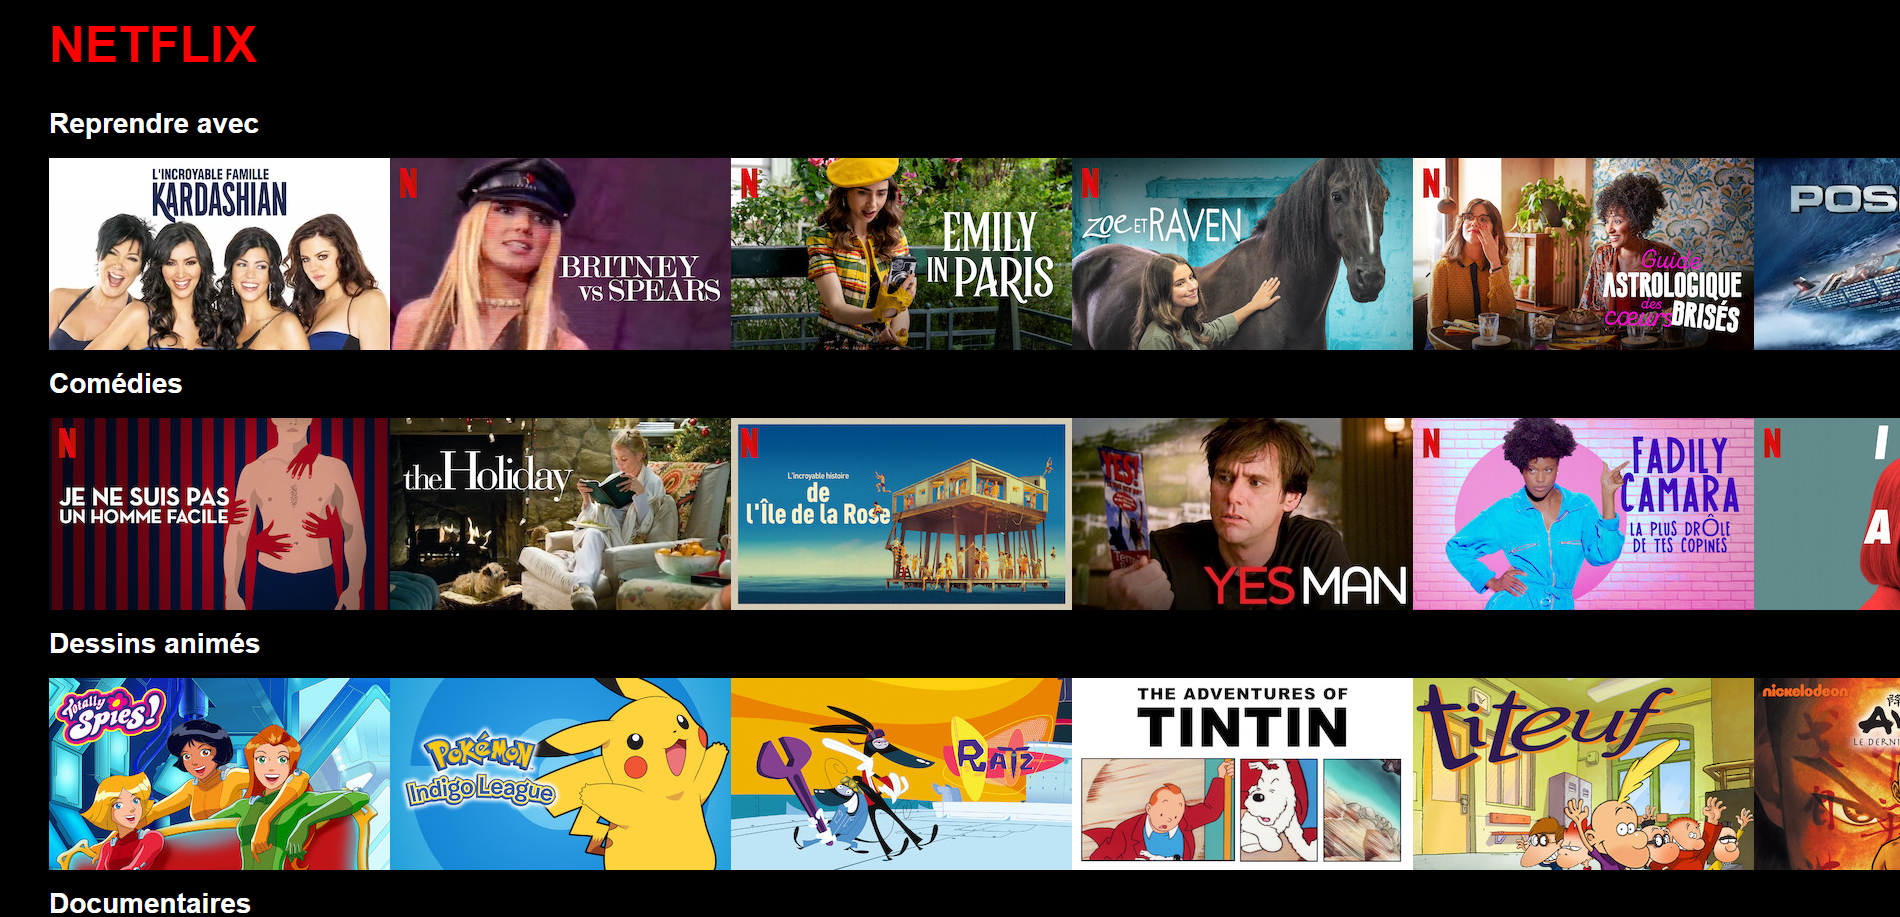 NETFLIX
Reprendre avec
L'INCROYABLE FAMILLE
KARDASHIAN
N
BRITNEY
VS SPEARS
N
EMILY
IN PARIS
N
ZOE ET RAVEN
N
Guide
ASTROLOGIQUE
des
cœurs BRISÉS
POS
Comédies
N
JE NE SUIS PAS
UN HOMME FACILE
the Holiday
N
L'incroyable histoire
de
l'Île de la Rose
YES!
YES MAN
N
FADILY
CAMARA
LA PLUS DRÔLE
DE TES COPINES
N
I
A
Dessins animés
Totally
Spies!
POKÉMON
Indigo League
RATZ
THE ADVENTURES OF
TINTIN
titeuf
nickelodeon
AV
LE DERN
Documentaires